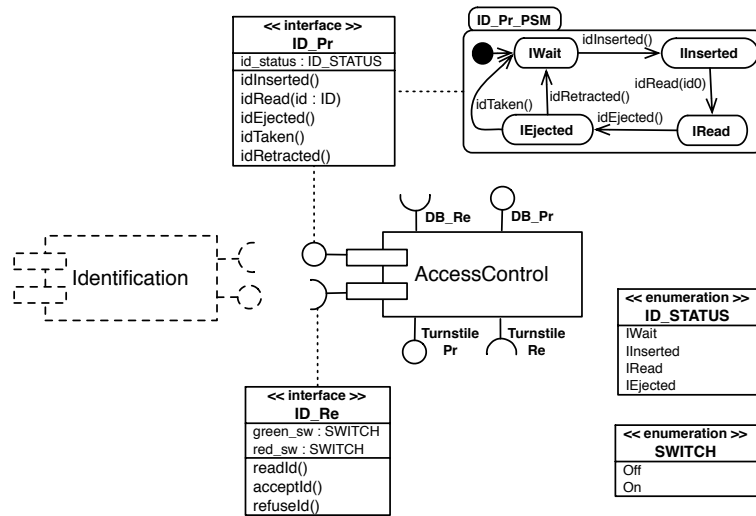 << interface >>
ID_Pr
id_status : ID_STATUS
idInserted()
idRead(id : ID)
idEjected()
idTaken()
idRetracted()
ID_Pr_PSM
IWait
idInserted()
IInserted
idRead(id0)
idTaken()
idRetracted()
idEjected()
IEjected
IRead
DB_Re
DB_Pr
Identification
AccessControl
Turnstile
Pr
Turnstile
Re
<< enumeration >>
ID_STATUS
IWait
IInserted
IRead
IEjected
<< interface >>
ID_Re
green_sw : SWITCH
red_sw : SWITCH
readId()
acceptId()
refuseId()
<< enumeration >>
SWITCH
Off
On